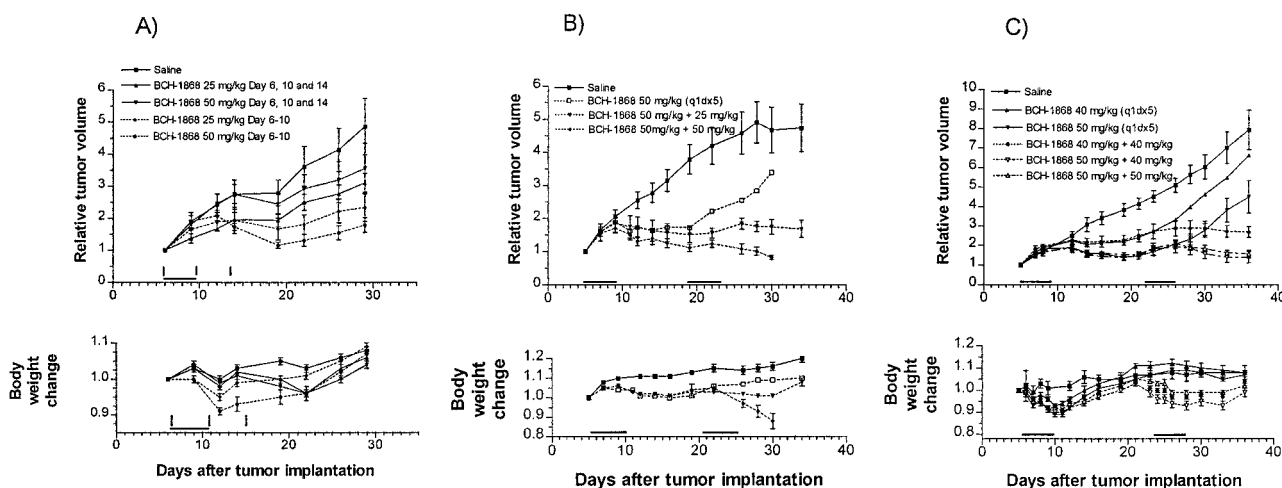 A)
Saline
BCH-1868 25 mg/kg Day 6, 10 and 14
BCH-1868 50 mg/kg Day 6, 10 and 14
BCH-1868 25 mg/kg Day 6-10
BCH-1868 50 mg/kg Day 6-10
Relative tumor volume
6
5
4
3
2
1
0
0 10 20 30
Body weight change
1.1
1.0
0.9
0 10 20 30
Days after tumor implantation
B)
Saline
BCH-1868 50 mg/kg (q1dx5)
BCH-1868 50 mg/kg + 25 mg/kg
BCH-1868 50mg/kg + 50 mg/kg
Relative tumor volume
6
5
4
3
2
1
0
0 10 20 30 40
Body weight change
1.2
1.1
1.0
0.9
0.8
0 10 20 30 40
Days after tumor implantation
C)
Saline
BCH-1868 40 mg/kg (q1dx5)
BCH-1868 50 mg/kg (q1dx5)
BCH-1868 40 mg/kg + 40 mg/kg
BCH-1868 50 mg/kg + 40 mg/kg
BCH-1868 50 mg/kg + 50 mg/kg
Relative tumor volume
10
9
8
7
6
5
4
3
2
1
0
0 10 20 30 40
Body weight change
1.2
1.1
1.0
0.9
0.8
0 10 20 30 40
Days after tumor implantation